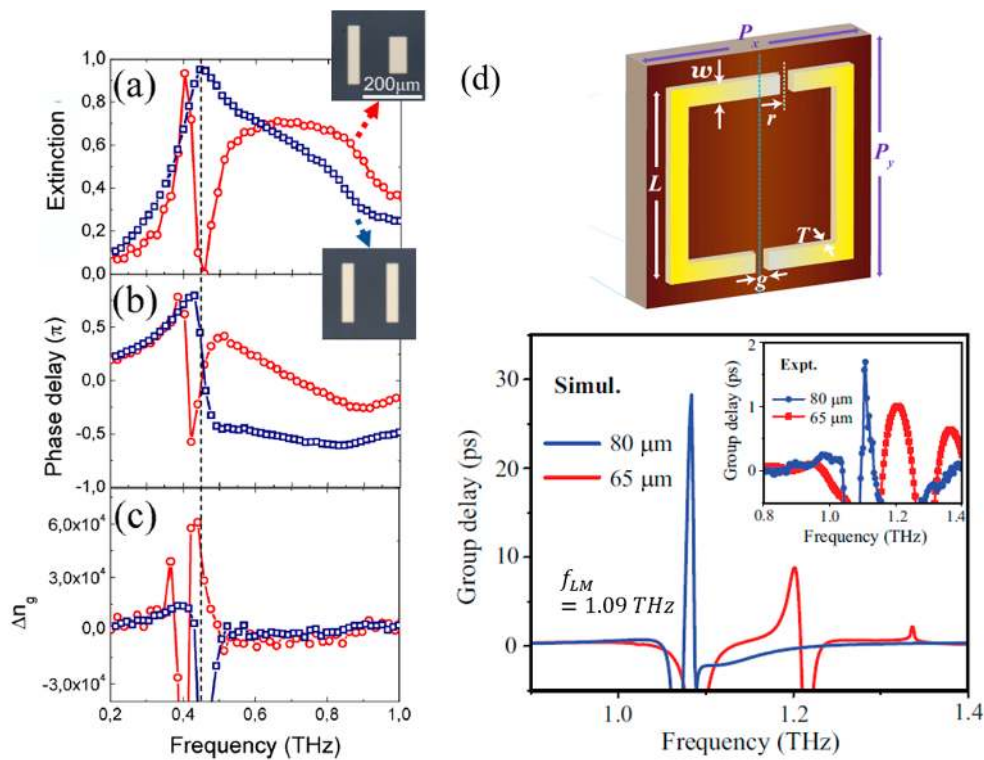 (a)
Extinction
1,0
0,8
0,6
0,4
0,2
0,0
200μm
(b)
Phase delay (π)
0,5
0,0
-0,5
-1,0
(c)
Δn_g
6,0x10⁴
3,0x10⁴
0,0
-3,0x10⁴
0,2 0,4 0,6 0,8 1,0
Frequency (THz)
(d)
P_x
w
r
L
P_y
T
g
Simul.
80 μm
65 μm
Group delay (ps)
30
20
10
0
f_LM
= 1.09 THz
1.0 1.2 1.4
Frequency (THz)
Expt.
80 μm
65 μm
Group delay (ps)
2
1
0
0.8 1.0 1.2 1.4
Frequency (THz)